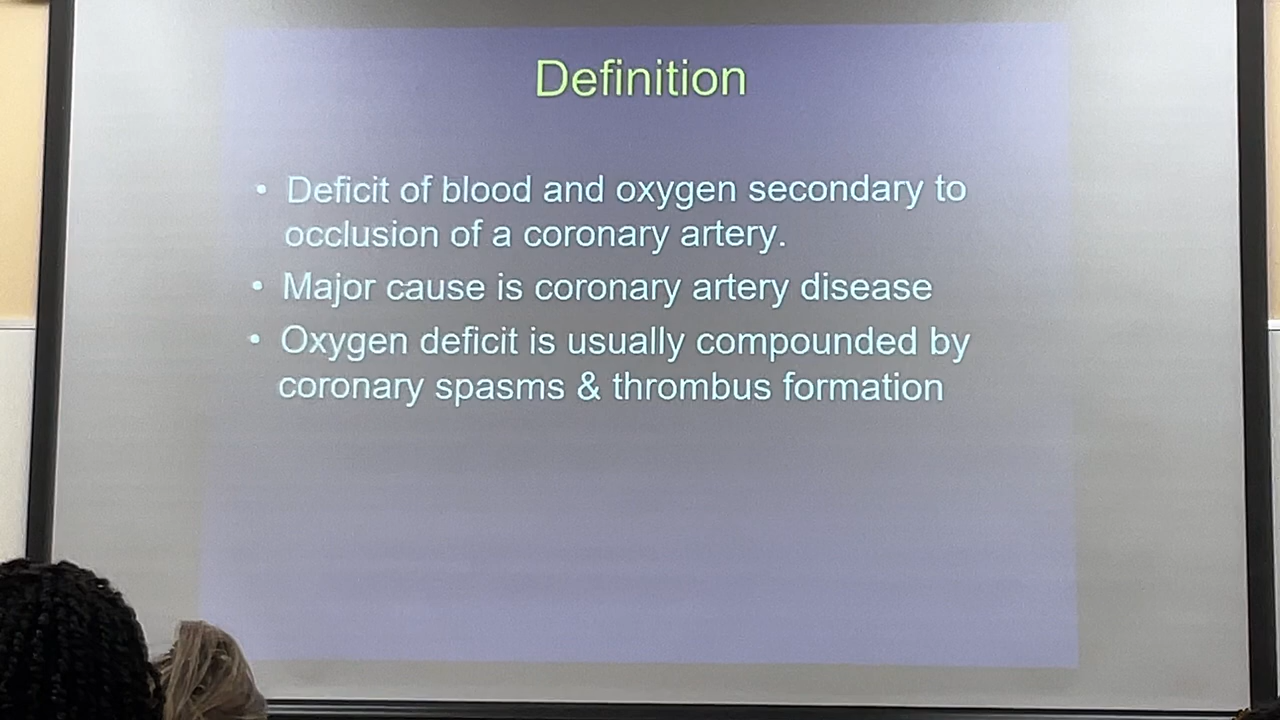 Definition
• Deficit of blood and oxygen secondary to
occlusion of a coronary artery.
• Major cause is coronary artery disease
• Oxygen deficit is usually compounded by
coronary spasms & thrombus formation